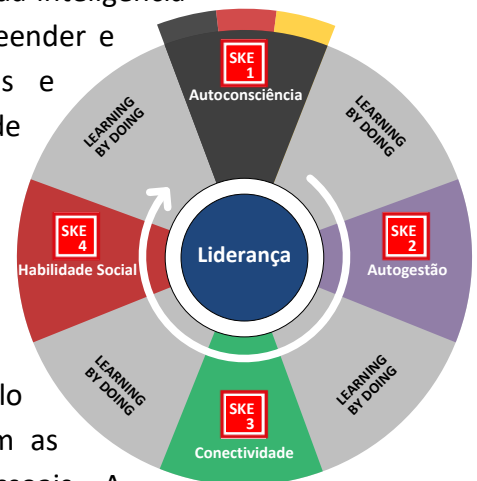 inteligência
eender e
s e
de
SKE
1
Autoconsciência
LEARNING
BY DOING
LEARNING
BY DOING
SKE
4
Habilidade Social
Liderança
SKE
2
Autogestão
LEARNING
BY DOING
LEARNING
BY DOING
SKE
3
Conectividade
lo
m as
A